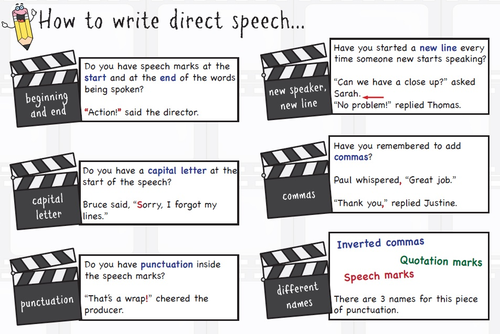 How to write direct speech...
beginning
and end
Do you have speech marks at the
start and at the end of the words
being spoken?
"Action!" said the director.
new speaker,
new line
Have you started a new line every
time someone new starts speaking?
"Can we have a close up?" asked
Sarah.
"No problem!" replied Thomas.
capital
letter
Do you have a capital letter at the
start of the speech?
Bruce said, "Sorry, I forgot my
lines."
commas
Have you remembered to add
commas?
Paul whispered, "Great job."
"Thank you," replied Justine.
punctuation
Do you have punctuation inside
the speech marks?
"That's a wrap!" cheered the
producer.
different
names
Inverted commas
Quotation marks
Speech marks
There are 3 names for this piece
of punctuation.